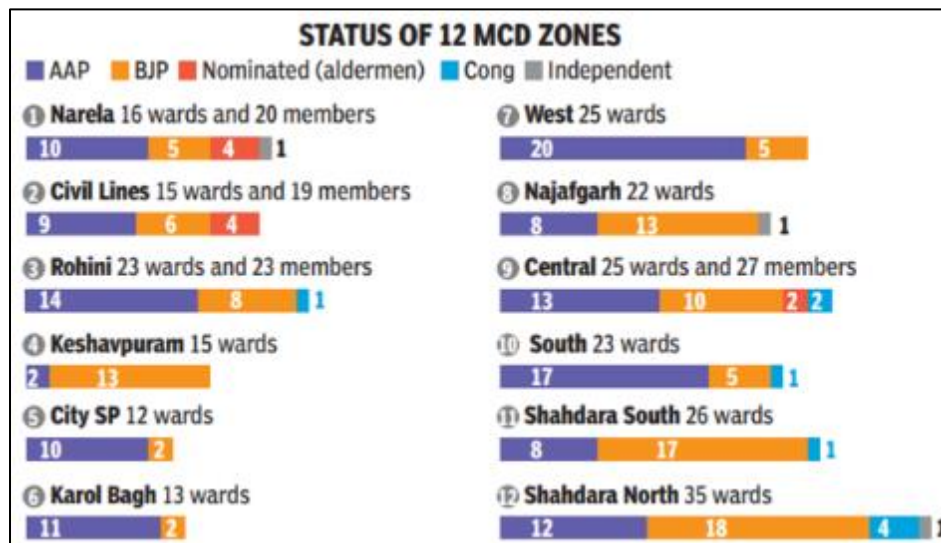 STATUS OF 12 MCD ZONES
AAP BJP Nominated (aldermen) Cong Independent
1 Narela 16 wards and 20 members
10 5 4 1
2 Civil Lines 15 wards and 19 members
9 6 4
3 Rohini 23 wards and 23 members
14 8 1
4 Keshavpuram 15 wards
2 13
5 City SP 12 wards
10 2
6 Karol Bagh 13 wards
11 2
7 West 25 wards
20 5
8 Najafgarh 22 wards
8 13 1
9 Central 25 wards and 27 members
13 10 2 2
10 South 23 wards
17 5 1
11 Shahdara South 26 wards
8 17 1
12 Shahdara North 35 wards
12 18 4 1